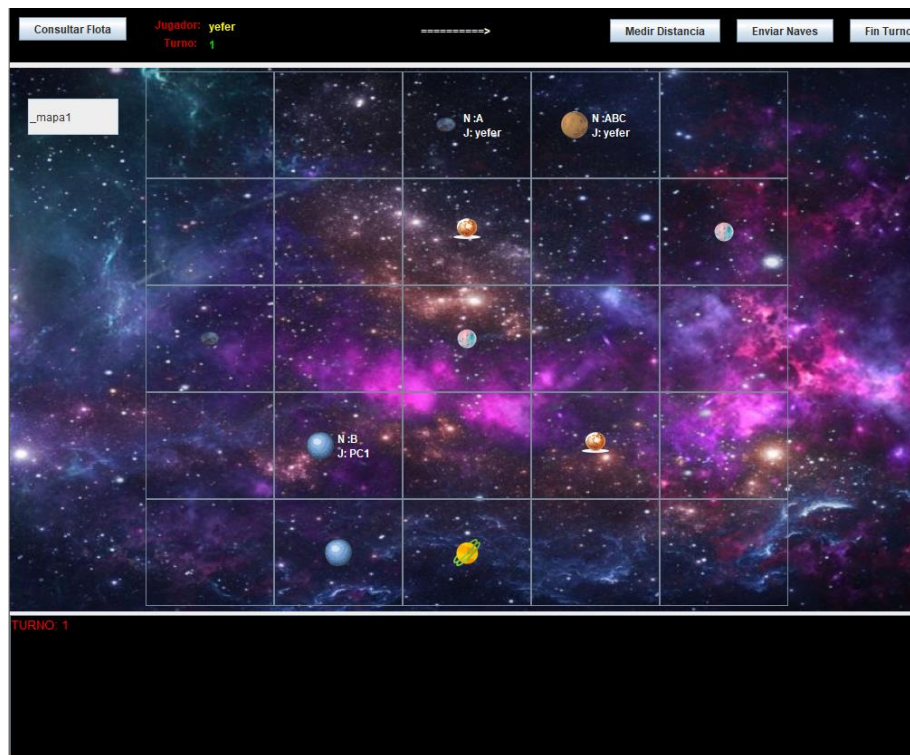 Consultar Flota
Jugador: yefer
Turno: 1
==========>
Medir Distancia
Enviar Naves
Fin Turno
_mapa1
N :A
J: yefer
N :ABC
J: yefer
N :B
J: PC1
TURNO: 1